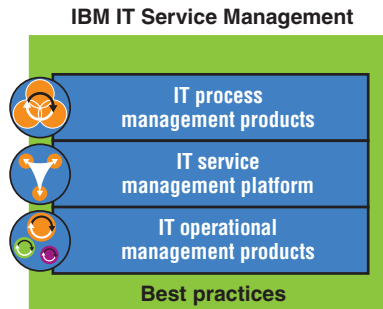 IBM IT Service Management
IT process
management products
IT service
management platform
IT operational
management products
Best practices